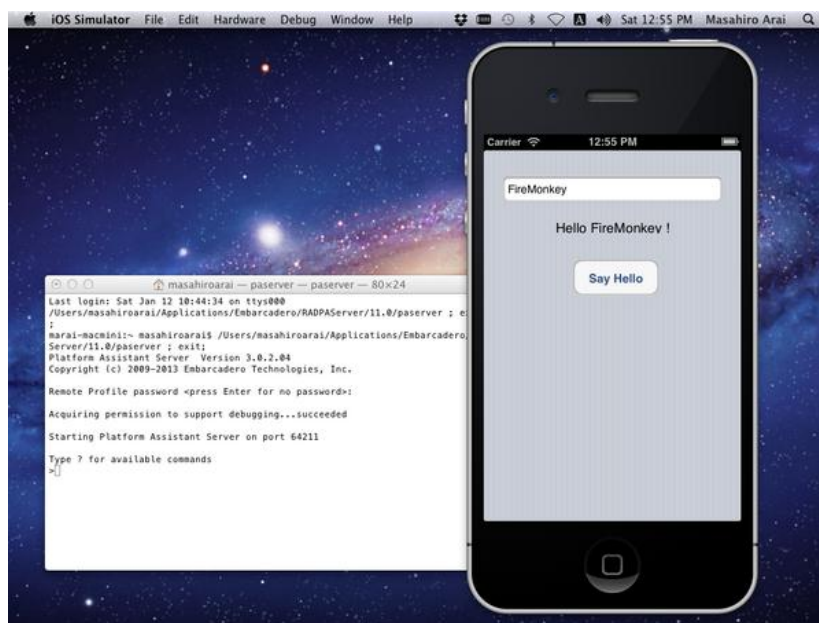 iOS Simulator File Edit Hardware Debug Window Help Sat 12:55 PM Masahiro Arai
masahiroarai — paserver — paserver — 80×24
Last login: Sat Jan 12 10:44:34 on ttys000
/Users/masahiroarai/Applications/Embarcadero/RADPAServer/11.0/paserver ; ex
;
marai-macmini:~ masahiroarai$ /Users/masahiroarai/Applications/Embarcadero/
Server/11.0/paserver ; exit;
Platform Assistant Server Version 3.0.2.04
Copyright (c) 2009-2013 Embarcadero Technologies, Inc.
Remote Profile password <press Enter for no password>:
Acquiring permission to support debugging...succeeded
Starting Platform Assistant Server on port 64211
Type ? for available commands
>
Carrier 12:55 PM
FireMonkey
Hello FireMonkey !
Say Hello